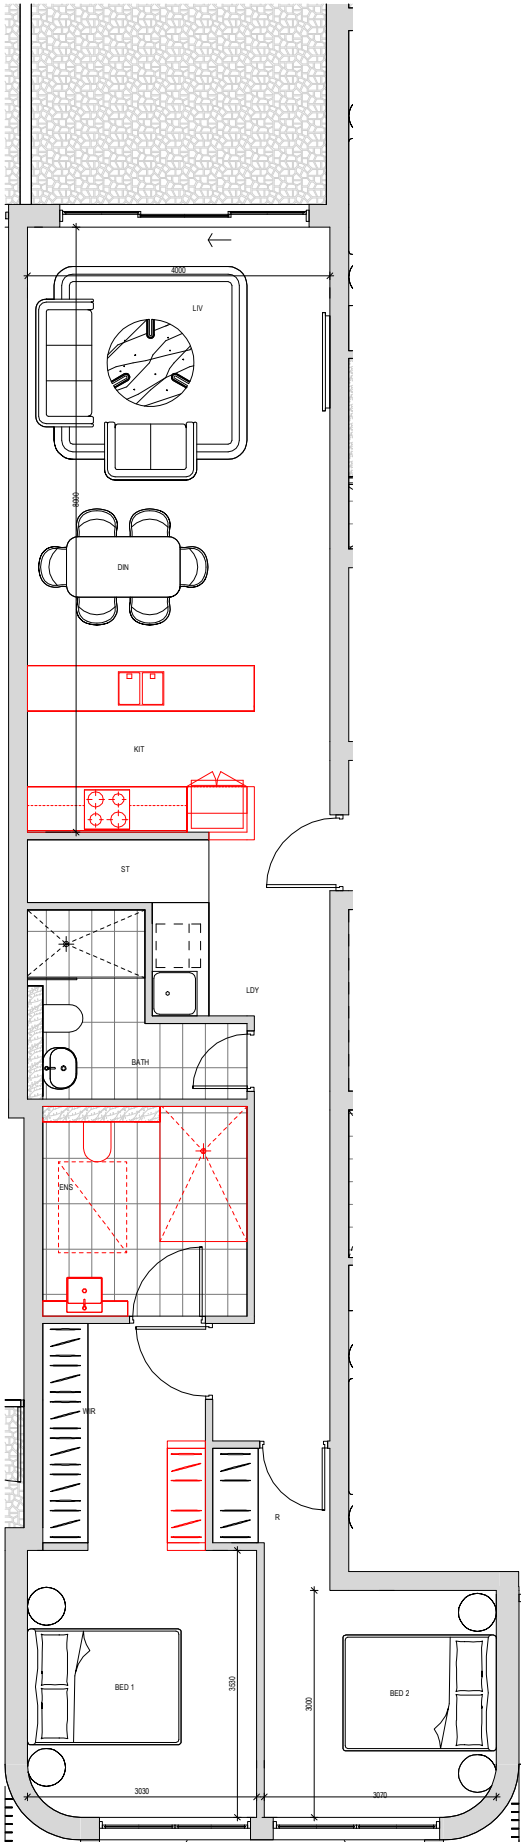 4000
LIV
8000
DIN
KIT
ST
LDY
BATH
ENS
WIR
R
BED 1
3530
3000
BED 2
3030
3070